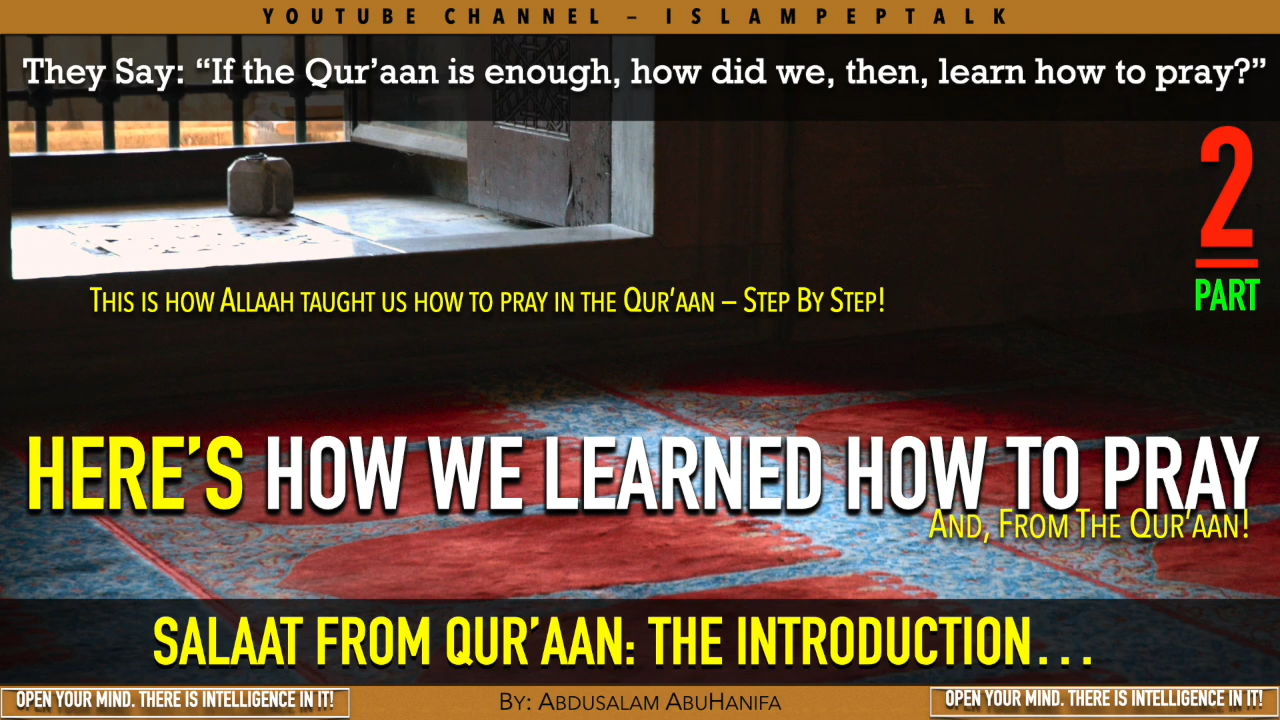 YOUTUBE CHANNEL – ISLAMPEPTALK
They Say: “If the Qur’aan is enough, how did we, then, learn how to pray?”
2
PART
THIS IS HOW ALLAAH TAUGHT US HOW TO PRAY IN THE QUR’AAN – STEP BY STEP!
HERE’S HOW WE LEARNED HOW TO PRAY
AND, FROM THE QUR’AAN!
SALAAT FROM QUR’AAN: THE INTRODUCTION...
OPEN YOUR MIND. THERE IS INTELLIGENCE IN IT!
BY: ABDUSALAM ABUHANIFA
OPEN YOUR MIND. THERE IS INTELLIGENCE IN IT!